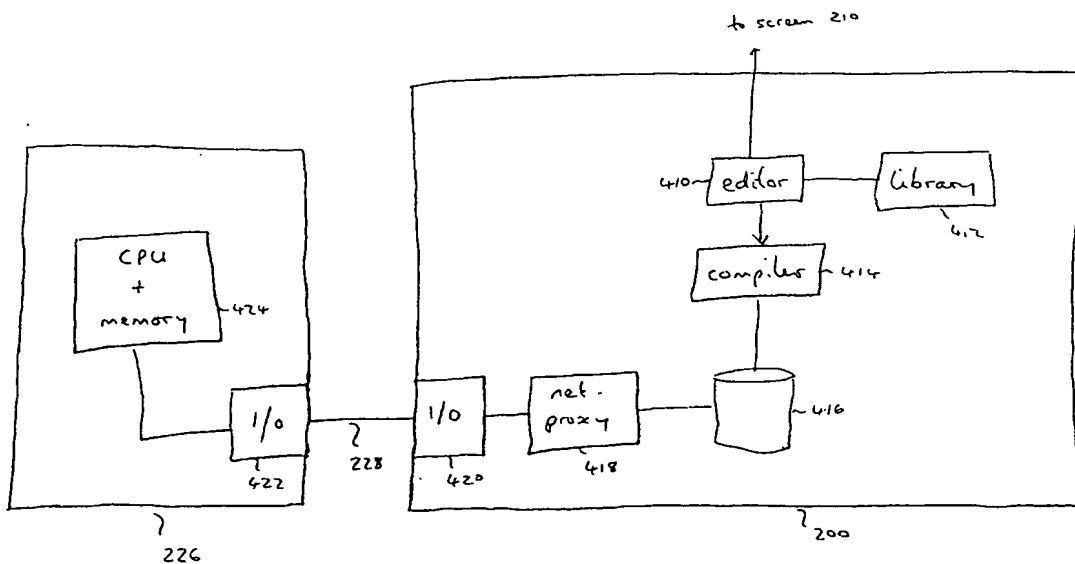 to screen 210
410
editor
library
412
CPU
+
memory
424
compiler
414
I/O
422
228
I/O
420
net-
proxy
418
416
226
200